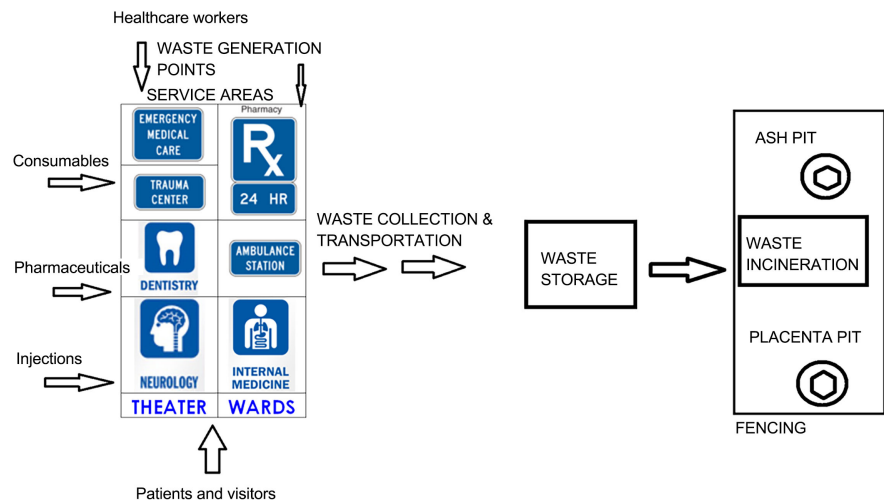 Healthcare workers
WASTE GENERATION
POINTS
SERVICE AREAS
EMERGENCY
MEDICAL
CARE
Pharmacy
Rx
24 HR
Consumables
TRAUMA
CENTER
WASTE COLLECTION &
TRANSPORTATION
Pharmaceuticals
DENTISTRY
AMBULANCE
STATION
Injections
NEUROLOGY
INTERNAL
MEDICINE
THEATER
WARDS
Patients and visitors
WASTE
STORAGE
ASH PIT
WASTE
INCINERATION
PLACENTA PIT
FENCING